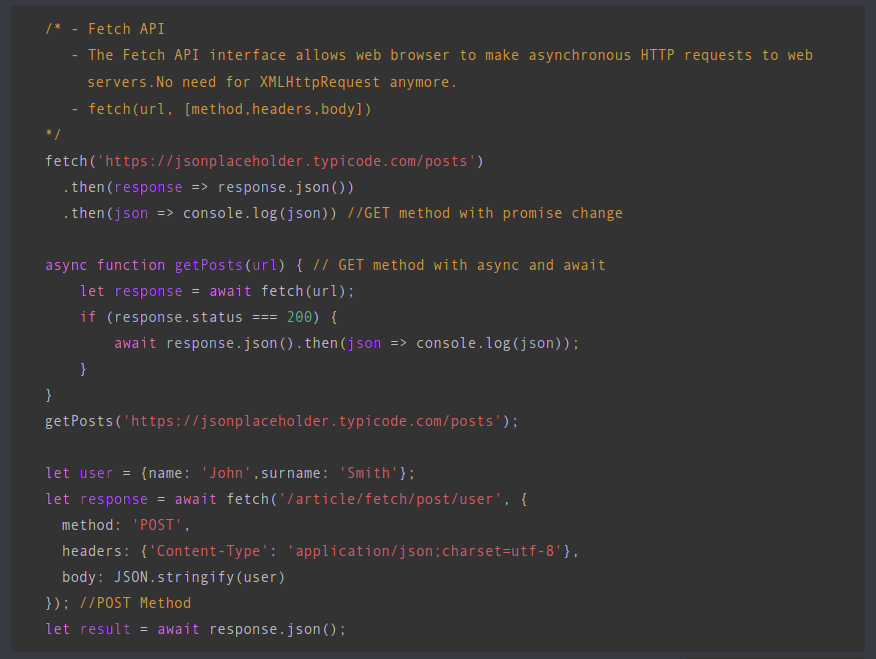 /* - Fetch API
   - The Fetch API interface allows web browser to make asynchronous HTTP requests to web
     servers.No need for XMLHttpRequest anymore.
   - fetch(url, [method,headers,body])
*/
fetch('https://jsonplaceholder.typicode.com/posts')
  .then(response => response.json())
  .then(json => console.log(json)) //GET method with promise change

async function getPosts(url) { // GET method with async and await
    let response = await fetch(url);
    if (response.status === 200) {
        await response.json().then(json => console.log(json));
    }
}
getPosts('https://jsonplaceholder.typicode.com/posts');

let user = {name: 'John',surname: 'Smith'};
let response = await fetch('/article/fetch/post/user', {
  method: 'POST',
  headers: {'Content-Type': 'application/json;charset=utf-8'},
  body: JSON.stringify(user)
}); //POST Method
let result = await response.json();